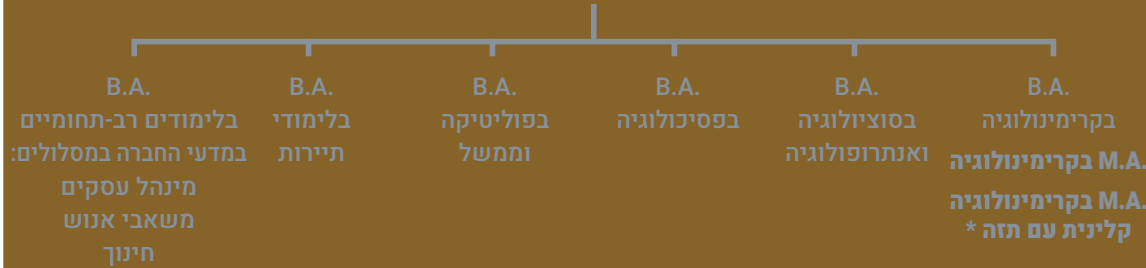 B.A.
בקרימינולוגיה
M.A. בקרימינולוגיה
M.A. בקרימינולוגיה
קלינית עם תזה *
B.A.
בסוציולוגיה
ואנתרופולוגיה
B.A.
בפסיכולוגיה
B.A.
בפוליטיקה
וממשל
B.A.
בלימודי
תיירות
B.A.
בלימודים רב-תחומיים
במדעי החברה במסלולים:
מינהל עסקים
משאבי אנוש
חינוך